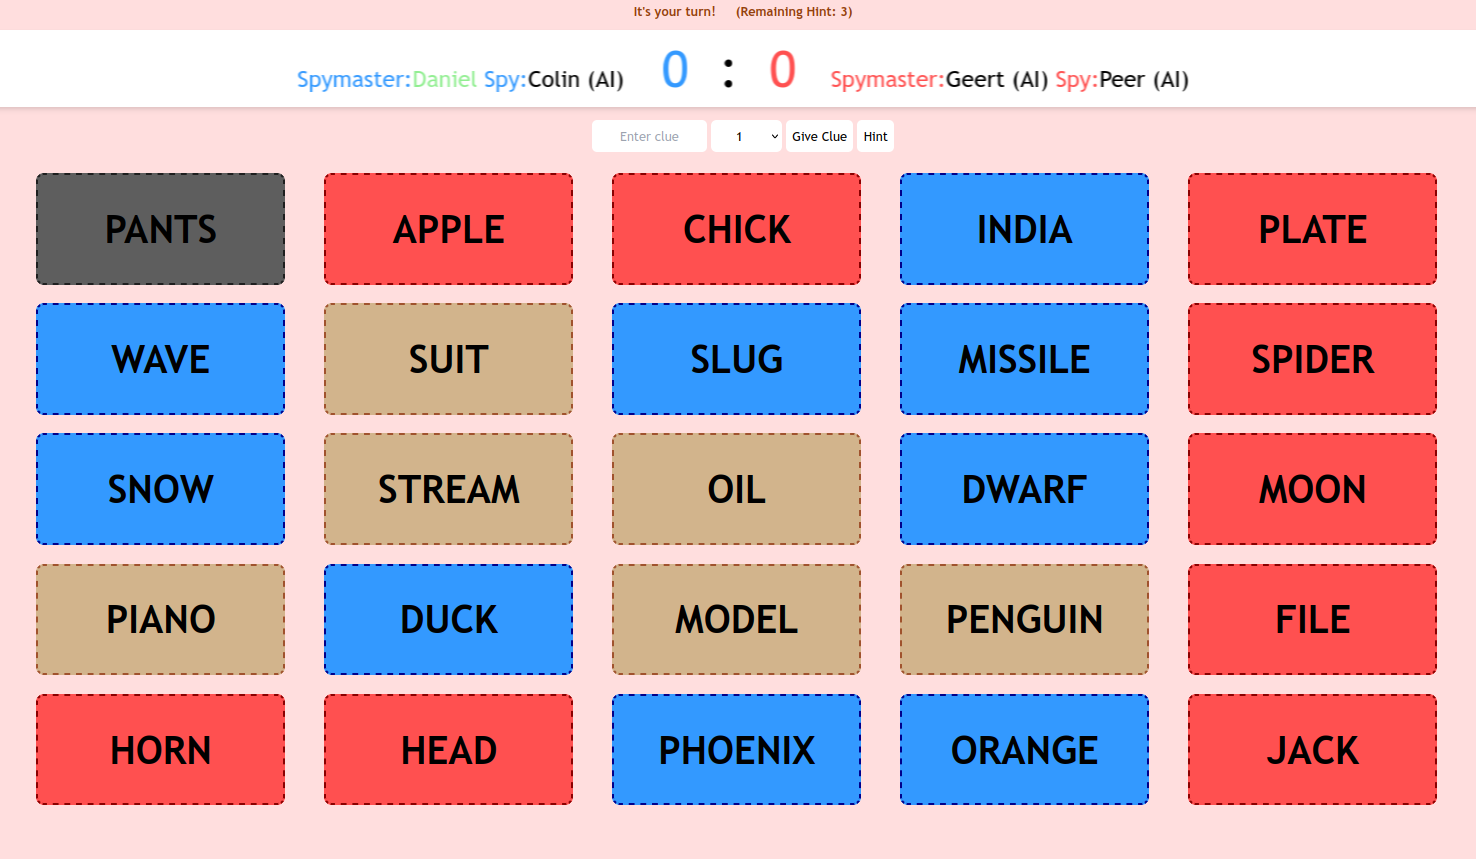 It's your turn! (Remaining Hint: 3)
Spymaster:Daniel Spy:Colin (AI) 0 : 0 Spymaster:Geert (AI) Spy:Peer (AI)
Enter clue 1 Give Clue Hint
PANTS APPLE CHICK INDIA PLATE
WAVE SUIT SLUG MISSILE SPIDER
SNOW STREAM OIL DWARF MOON
PIANO DUCK MODEL PENGUIN FILE
HORN HEAD PHOENIX ORANGE JACK